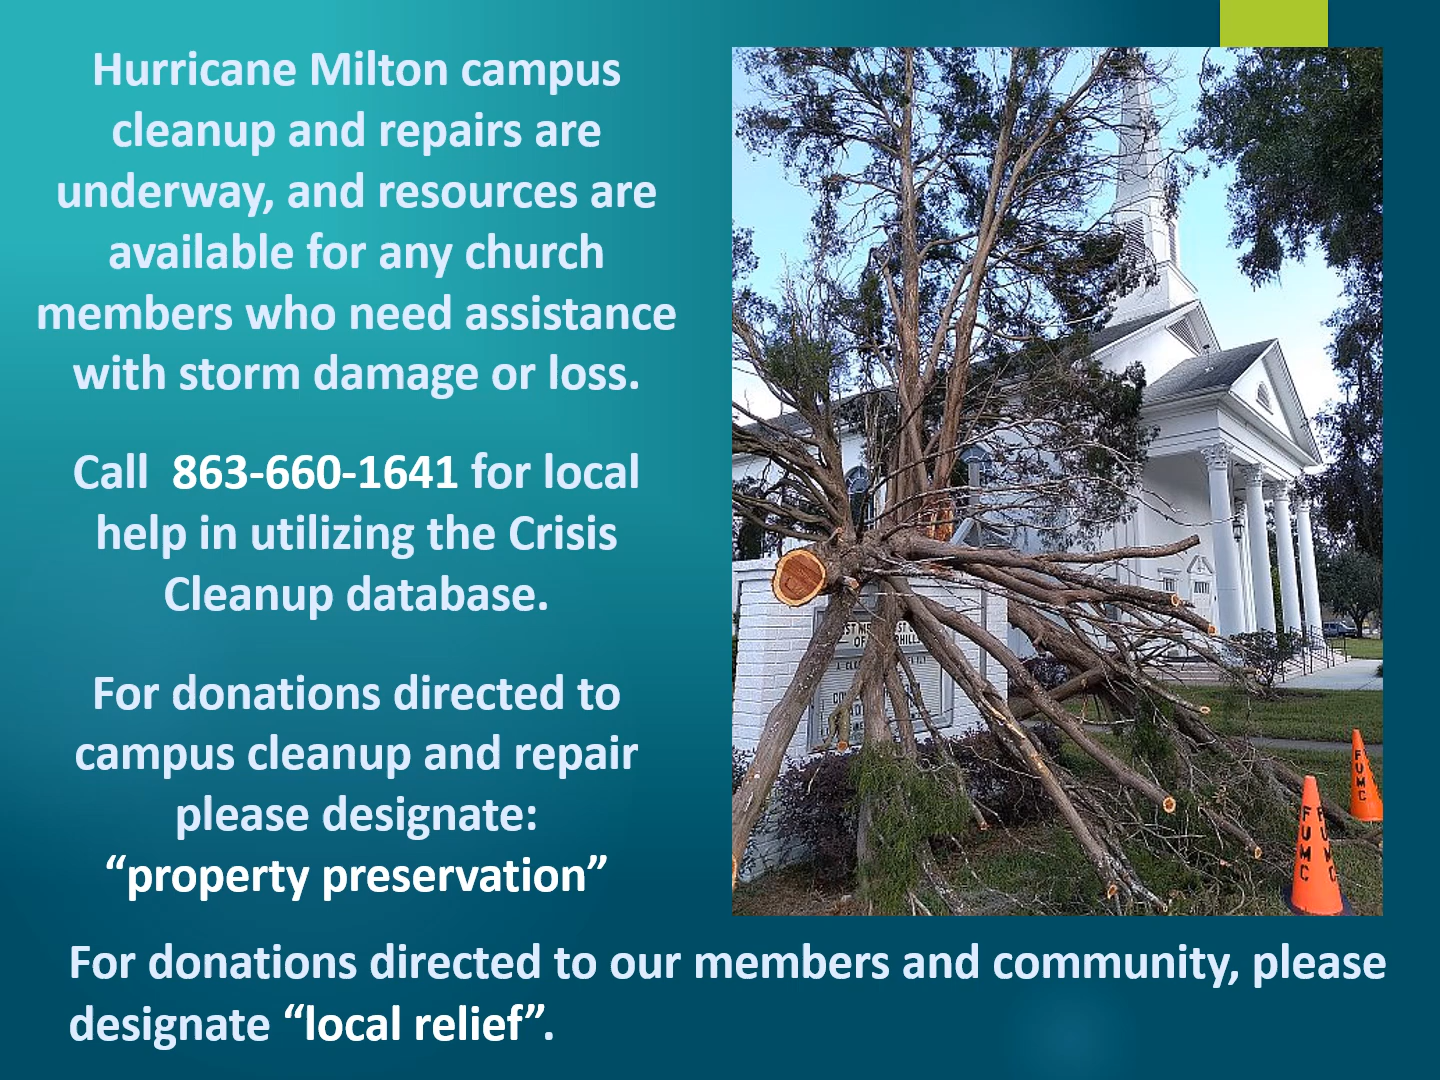 Hurricane Milton campus
cleanup and repairs are
underway, and resources are
available for any church
members who need assistance
with storm damage or loss.
Call  863-660-1641 for local
help in utilizing the Crisis
Cleanup database.
For donations directed to
campus cleanup and repair
please designate:
“property preservation”
For donations directed to our members and community, please
designate “local relief”.
FUMC
FUMC
FUMC